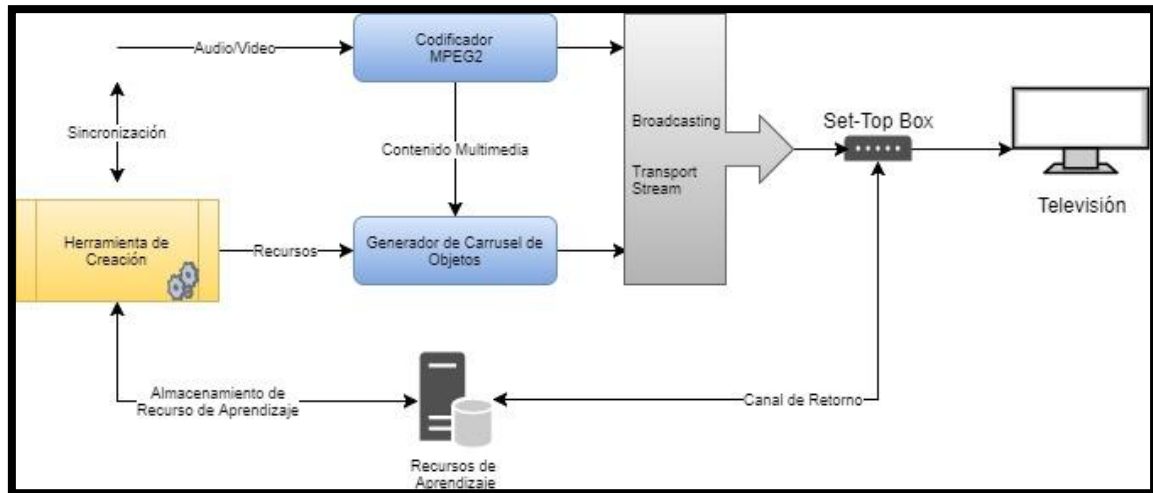 Audio/Video
Codificador
MPEG2
Sincronización
Contenido Multimedia
Broadcasting
Transport
Stream
Set-Top Box
Televisión
Herramienta de
Creación
Recursos
Generador de Carrusel de
Objetos
Almacenamiento de
Recurso de Aprendizaje
Canal de Retorno
Recursos de
Aprendizaje